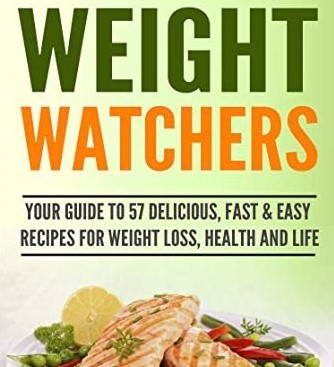 WEIGHT
WATCHERS
YOUR GUIDE TO 57 DELICIOUS, FAST & EASY
RECIPES FOR WEIGHT LOSS, HEALTH AND LIFE